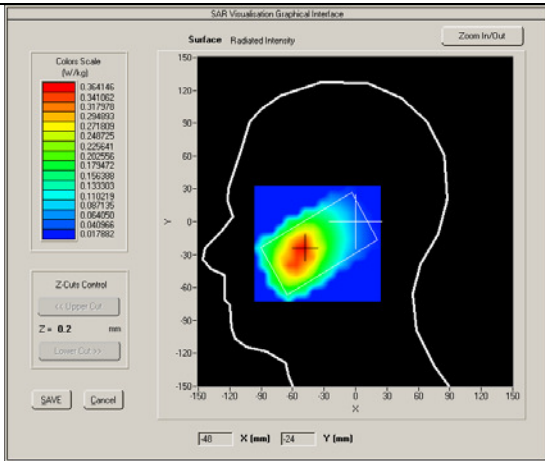 SAR Visualisation Graphical Interface
Surface Radiated Intensity
Zoom In/Out
Colors Scale
(W/kg)
0.364146
0.341062
0.317978
0.294893
0.271809
0.248725
0.225641
0.202556
0.179472
0.156388
0.133303
0.110219
0.087135
0.064050
0.040966
0.017882
150
120
90
60
30
0
-30
-60
-90
-120
-150
Y
-150 -120 -90 -60 -30 0 30 60 90 120 150
X
Z-Cuts Control
<< Upper Cut
Z = 0.2 mm
Lower Cut >>
SAVE Cancel
-48 X (mm) -24 Y (mm)